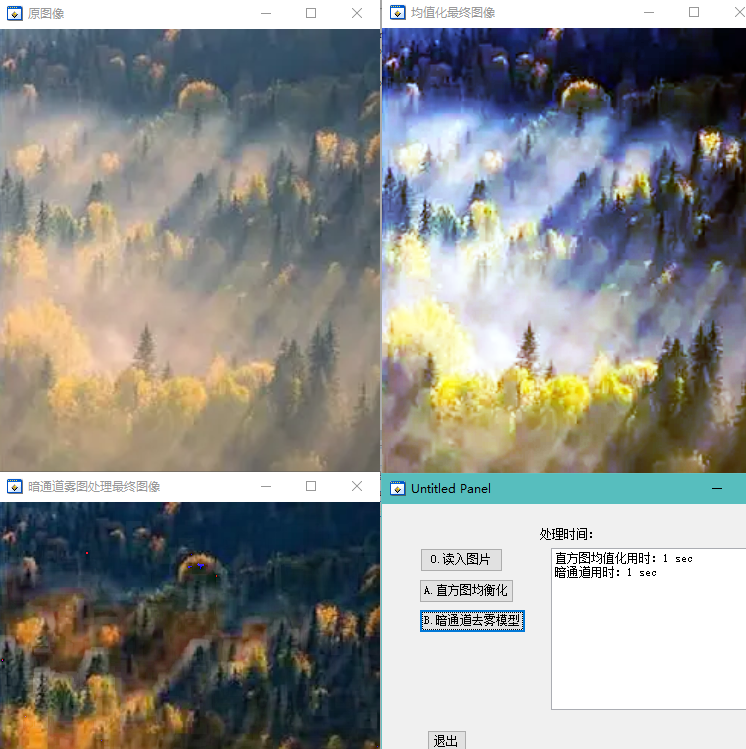 原图像
均值化最终图像
暗通道雾图处理最终图像
Untitled Panel
处理时间:
0.读入图片
A.直方图均衡化
B.暗通道去雾模型
直方图均值化用时: 1 sec
暗通道用时: 1 sec
退出